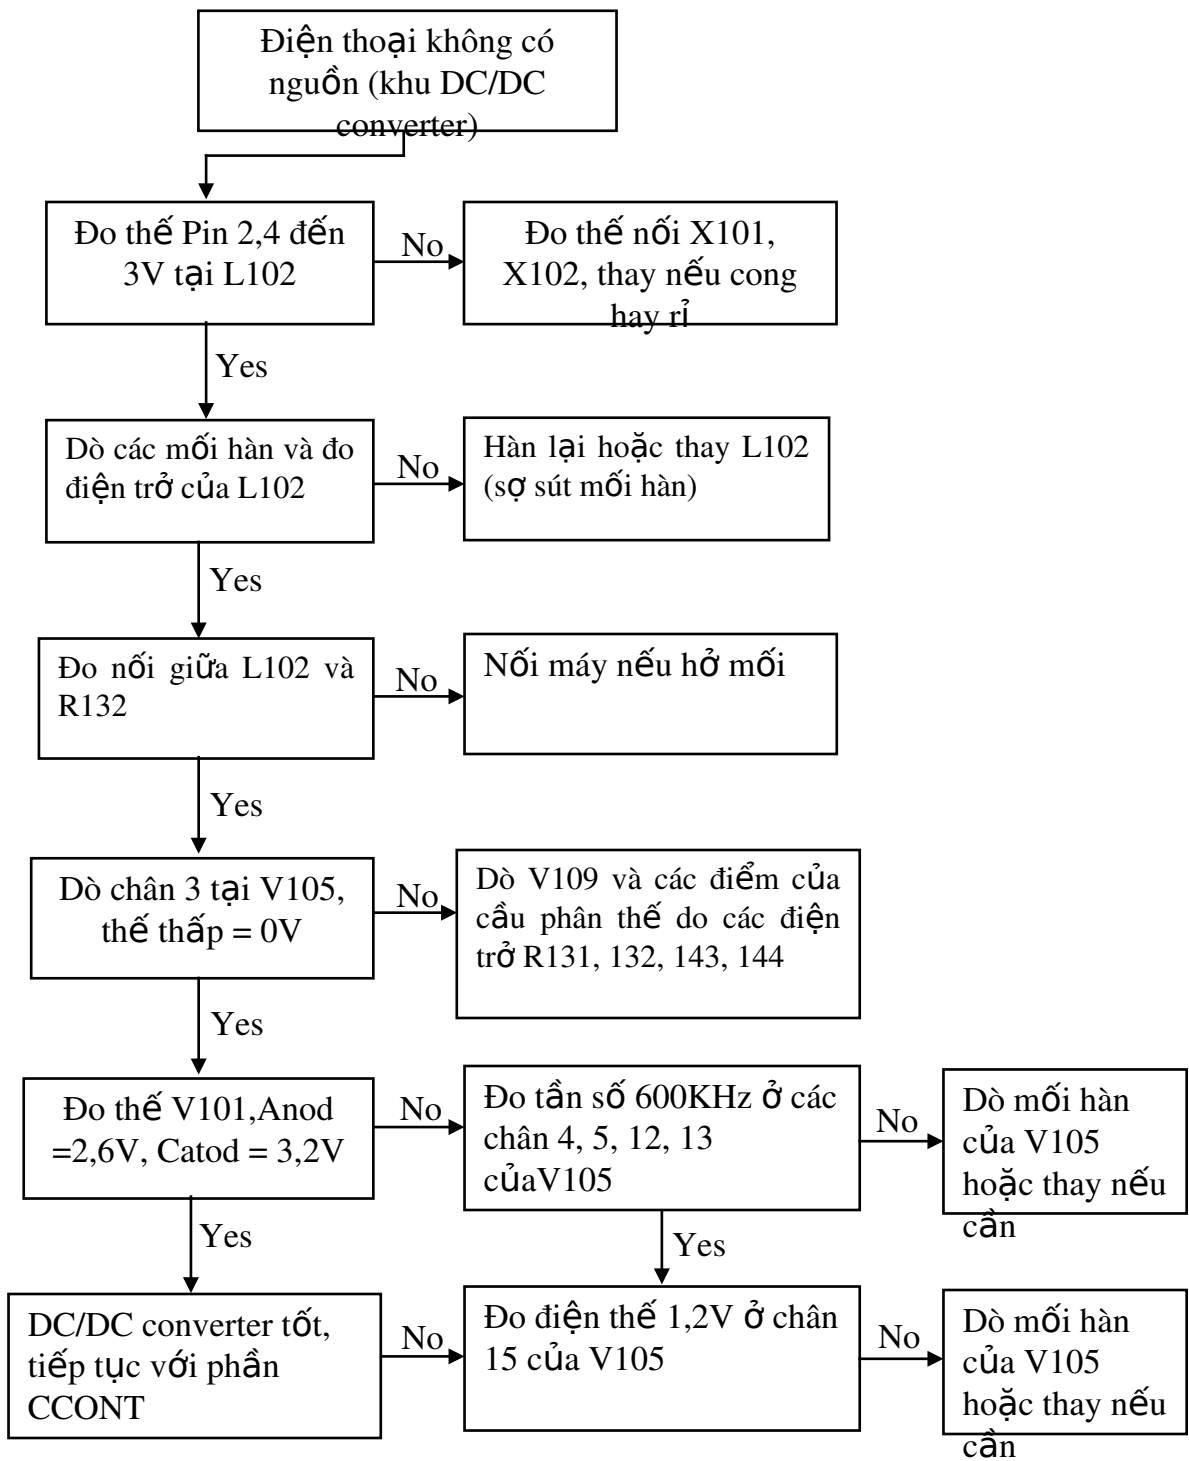 Điện thoại không có
nguồn (khu DC/DC
converter)
Đo thế Pin 2,4 đến
3V tại L102
No
Đo thế nối X101,
X102, thay nếu cong
hay rỉ
Yes
Dò các mối hàn và đo
điện trở của L102
No
Hàn lại hoặc thay L102
(sợ sút mối hàn)
Yes
Đo nối giữa L102 và
R132
No
Nối máy nếu hở mối
Yes
Dò chân 3 tại V105,
thế thấp = 0V
No
Dò V109 và các điểm của
cầu phân thế do các điện
trở R131, 132, 143, 144
Yes
Đo thế V101,Anod
=2,6V, Catod = 3,2V
No
Đo tần số 600KHz ở các
chân 4, 5, 12, 13
củaV105
No
Dò mối hàn
của V105
hoặc thay nếu
cần
Yes
Yes
DC/DC converter tốt,
tiếp tục với phần
CCONT
No
Đo điện thế 1,2V ở chân
15 của V105
No
Dò mối hàn
của V105
hoặc thay nếu
cần